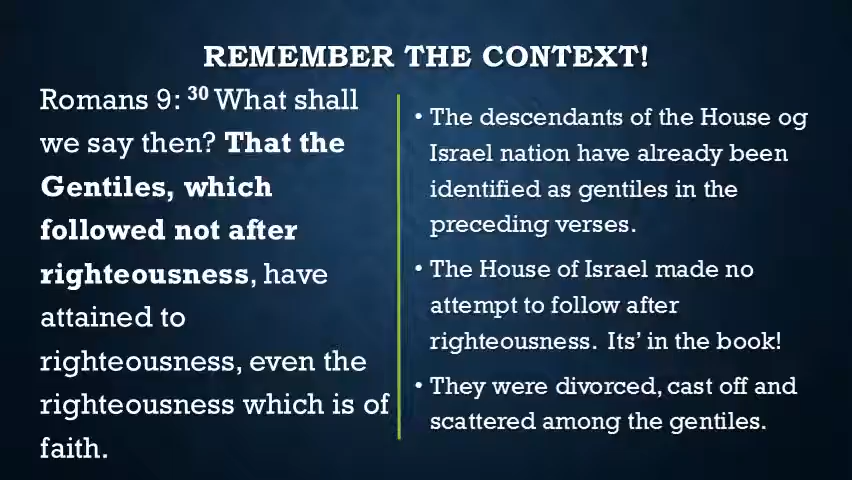 REMEMBER THE CONTEXT!
Romans 9: 30 What shall
we say then? That the
Gentiles, which
followed not after
righteousness, have
attained to
righteousness, even the
righteousness which is of
faith.
• The descendants of the House og
Israel nation have already been
identified as gentiles in the
preceding verses.
• The House of Israel made no
attempt to follow after
righteousness. Its’ in the book!
• They were divorced, cast off and
scattered among the gentiles.